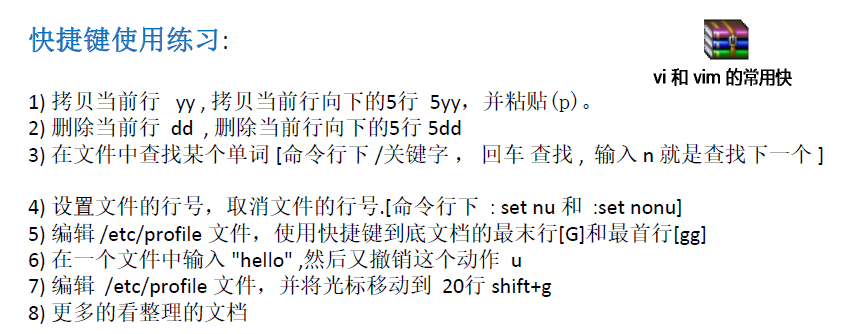 快捷键使用练习:
vi 和 vim 的常用快
1) 拷贝当前行 yy , 拷贝当前行向下的5行 5yy，并粘贴(p)。
2) 删除当前行 dd , 删除当前行向下的5行 5dd
3) 在文件中查找某个单词 [命令行下 /关键字 ， 回车 查找 , 输入 n 就是查找下一个 ]
4) 设置文件的行号，取消文件的行号.[命令行下 : set nu 和 :set nonu]
5) 编辑 /etc/profile 文件，使用快捷键到底文档的最末行[G]和最首行[gg]
6) 在一个文件中输入 "hello" ,然后又撤销这个动作 u
7) 编辑 /etc/profile 文件，并将光标移动到 20行 shift+g
8) 更多的看整理的文档